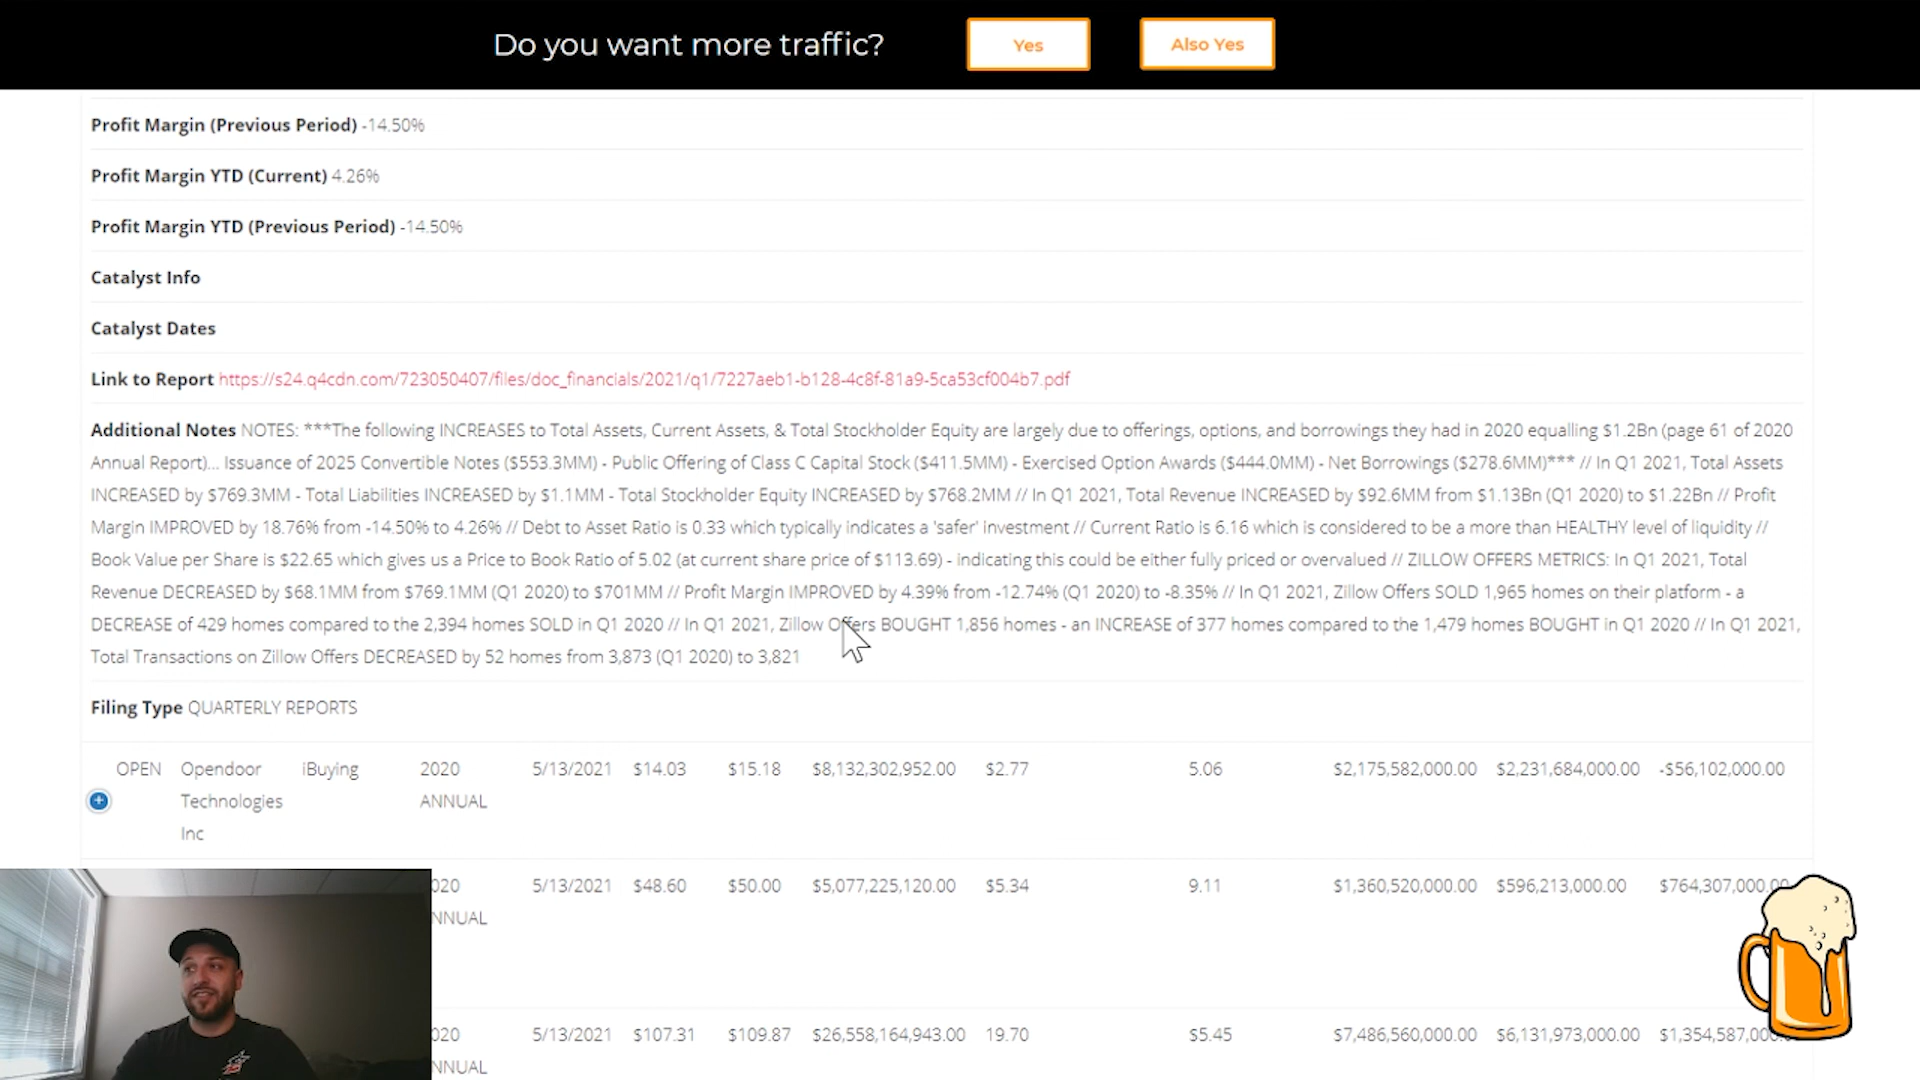 Do you want more traffic?
Yes
Also Yes
Profit Margin (Previous Period) -14.50%
Profit Margin YTD (Current) 4.26%
Profit Margin YTD (Previous Period) -14.50%
Catalyst Info
Catalyst Dates
Link to Report https://s24.q4cdn.com/723050407/files/doc_financials/2021/q1/7227aeb1-b128-4c8f-81a9-5ca53cf004b7.pdf
Additional Notes NOTES: ***The following INCREASES to Total Assets, Current Assets, & Total Stockholder Equity are largely due to offerings, options, and borrowings they had in 2020 equalling $1.2Bn (page 61 of 2020
Annual Report)... Issuance of 2025 Convertible Notes ($553.3MM) - Public Offering of Class C Capital Stock ($411.5MM) - Exercised Option Awards ($444.0MM) - Net Borrowings ($278.6MM)*** // In Q1 2021, Total Assets
INCREASED by $769.3MM - Total Liabilities INCREASED by $1.1MM - Total Stockholder Equity INCREASED by $768.2MM // In Q1 2021, Total Revenue INCREASED by $92.6MM from $1.13Bn (Q1 2020) to $1.22Bn // Profit
Margin IMPROVED by 18.76% from -14.50% to 4.26% // Debt to Asset Ratio is 0.33 which typically indicates a 'safer' investment // Current Ratio is 6.16 which is considered to be a more than HEALTHY level of liquidity //
Book Value per Share is $22.65 which gives us a Price to Book Ratio of 5.02 (at current share price of $113.69) - indicating this could be either fully priced or overvalued // ZILLOW OFFERS METRICS: In Q1 2021, Total
Revenue DECREASED by $68.1MM from $769.1MM (Q1 2020) to $701MM // Profit Margin IMPROVED by 4.39% from -12.74% (Q1 2020) to -8.35% // In Q1 2021, Zillow Offers SOLD 1,965 homes on their platform - a
DECREASE of 429 homes compared to the 2,394 homes SOLD in Q1 2020 // In Q1 2021, Zillow Offers BOUGHT 1,856 homes - an INCREASE of 377 homes compared to the 1,479 homes BOUGHT in Q1 2020 // In Q1 2021,
Total Transactions on Zillow Offers DECREASED by 52 homes from 3,873 (Q1 2020) to 3,821
Filing Type QUARTERLY REPORTS
OPEN Opendoor iBuying 2020 5/13/2021 $14.03 $15.18 $8,132,302,952.00 $2.77 5.06 $2,175,582,000.00 $2,231,684,000.00 -$56,102,000.00
Technologies ANNUAL
Inc
020 5/13/2021 $48.60 $50.00 $5,077,225,120.00 $5.34 9.11 $1,360,520,000.00 $596,213,000.00 $764,307,000.00
NNUAL
020 5/13/2021 $107.31 $109.87 $26,558,164,943.00 19.70 $5.45 $7,486,560,000.00 $6,131,973,000.00 $1,354,587,00
NNUAL